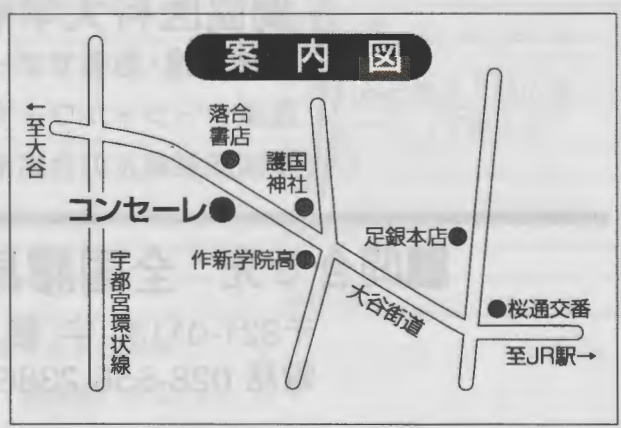 案内図
←至大谷
落合
書店
護国
神社
コンセーレ
足銀本店
作新学院高
宇都宮環状線
大谷街道
桜通交番
至JR駅→